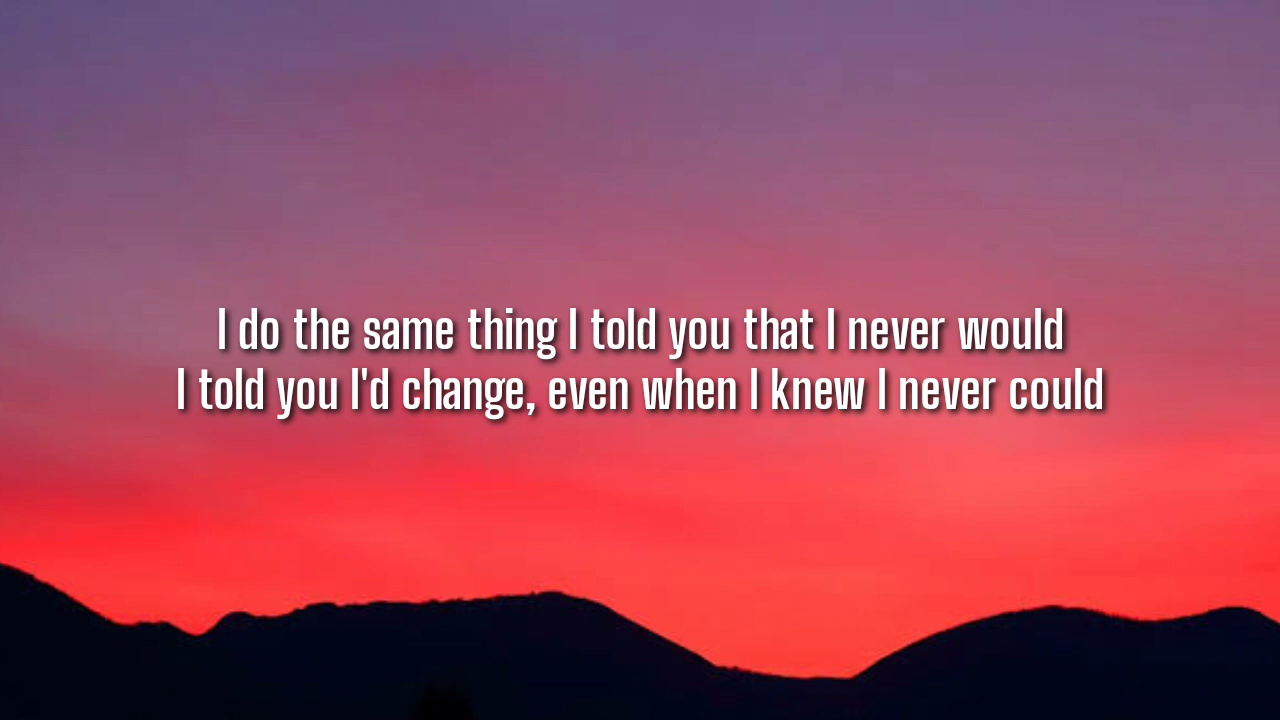 I do the same thing I told you that I never would
I told you I'd change, even when I knew I never could